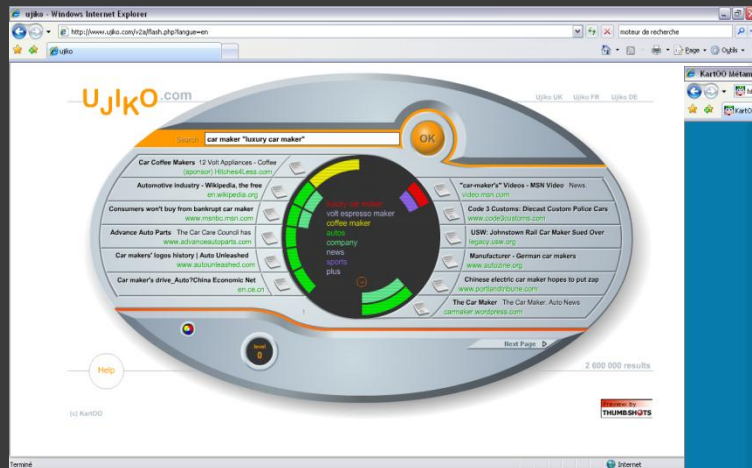 ujiko - Windows Internet Explorer
http://www.ujiko.com/v2a/flash.php?langue=en
moteur de recherche
ujiko
Page
Outils
KartOO Métam
KartO
UJIKO.com
Ujiko UK Ujiko FR Ujiko DE
Search car maker "luxury car maker" OK
Car Coffee Makers 12 Volt Appliances - Coffee
(sponsor) Hitches4Less.com
Automotive industry - Wikipedia, the free
en.wikipedia.org
Consumers won't buy from bankrupt car maker
www.msnbc.msn.com
Advance Auto Parts The Car Care Council has
www.advanceautoparts.com
Car makers' logos history | Auto Unleashed
www.autounleashed.com
Car maker's drive_Auto?China Economic Net
en.ce.cn
luxury car maker
volt espresso maker
coffee maker
autos
company
news
sports
plus
"car-maker's" Videos - MSN Video News.
video.msn.com
Code 3 Customs: Diecast Custom Police Cars
www.code3customs.com
USW: Johnstown Rail Car Maker Sued Over
legacy.usw.org
Manufacturer - German car makers
www.autozine.org
Chinese electric car maker hopes to put zap
www.portlandtribune.com
The Car Maker The Car Maker: Auto News
carmaker.wordpress.com
1
level
0
Next Page
Help
2 600 000 results
(c) KartOO
Previews by
THUMBSHOTS
Terminé
Internet